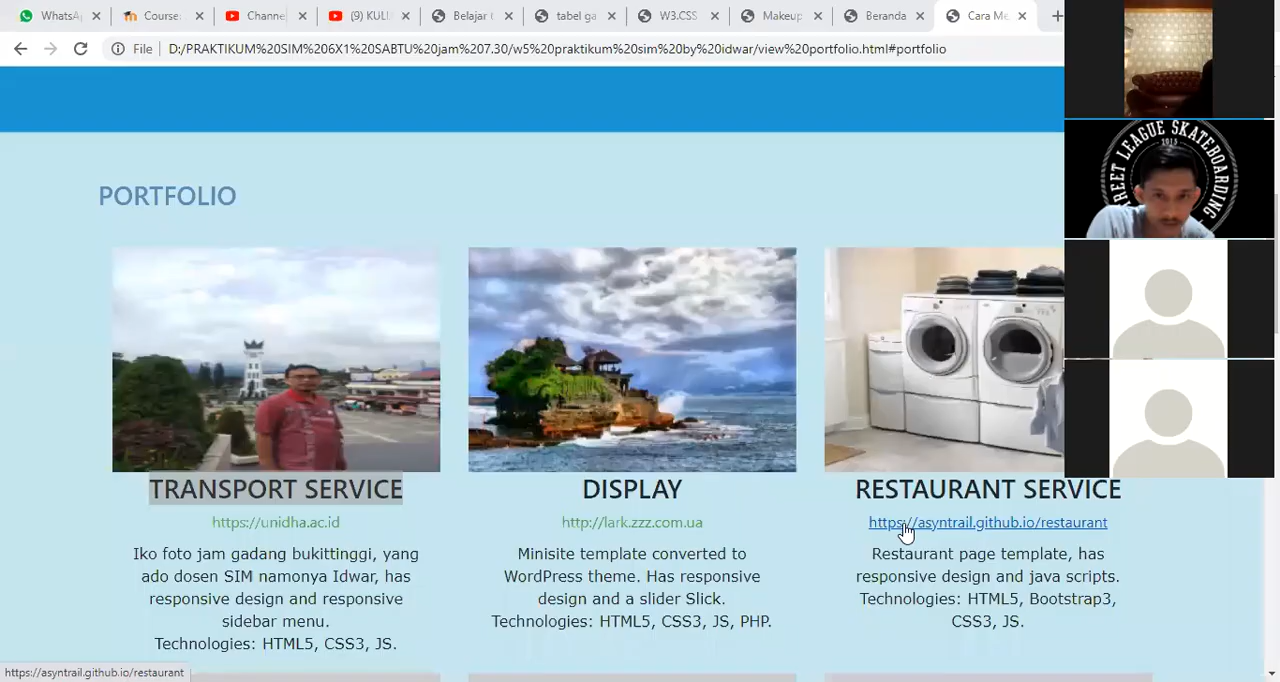 WhatsA
Course:
Channe
(9) KULI
Belajar
tabel ga
W3.CSS
Makeup
Beranda
Cara Me
File
D:/PRAKTIKUM%20SIM%206X1%20SABTU%20jam%207.30/w5%20praktikum%20sim%20by%20idwar/view%20portfolio.html#portfolio
STREET LEAGUE SKATEBOARDING
PORTFOLIO
TRANSPORT SERVICE
https://unidha.ac.id
Iko foto jam gadang bukittinggi, yang
ado dosen SIM namonya Idwar, has
responsive design and responsive
sidebar menu.
Technologies: HTML5, CSS3, JS.
DISPLAY
http://lark.zzz.com.ua
Minisite template converted to
WordPress theme. Has responsive
design and a slider Slick.
Technologies: HTML5, CSS3, JS, PHP.
RESTAURANT SERVICE
https://asyntrail.github.io/restaurant
Restaurant page template, has
responsive design and java scripts.
Technologies: HTML5, Bootstrap3,
CSS3, JS.
https://asyntrail.github.io/restaurant